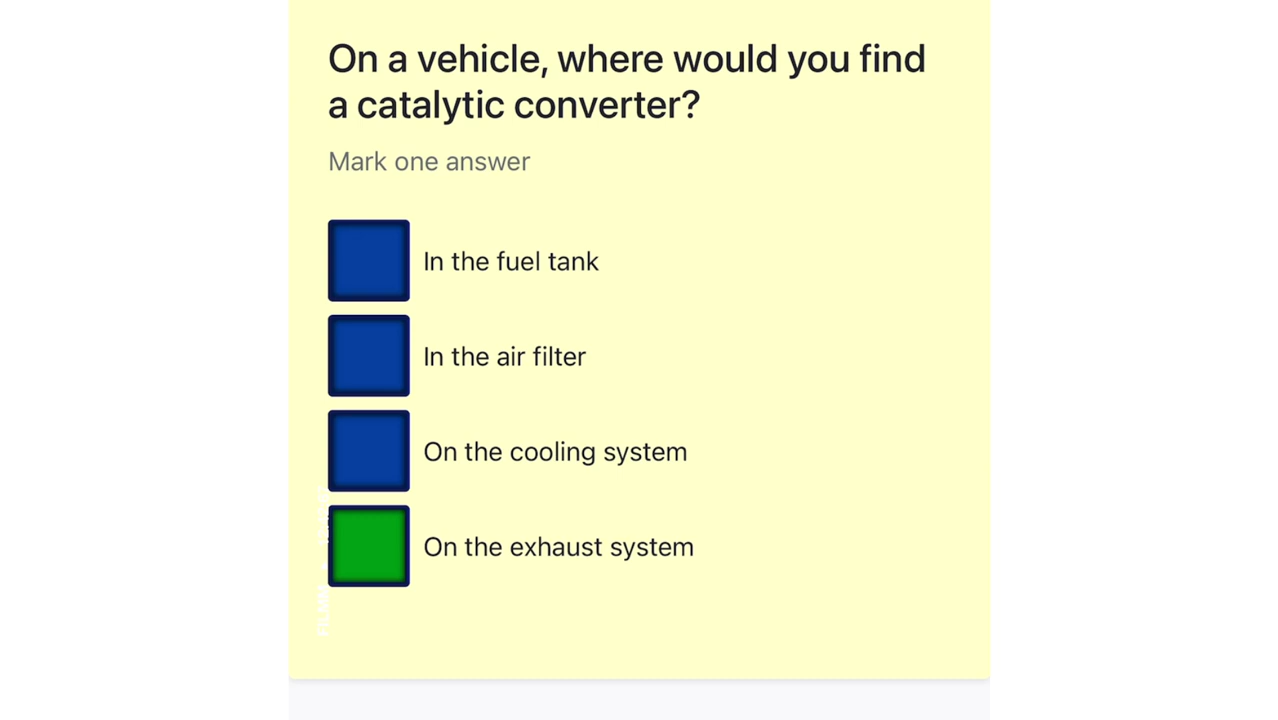 On a vehicle, where would you find
a catalytic converter?
Mark one answer
In the fuel tank
In the air filter
On the cooling system
On the exhaust system